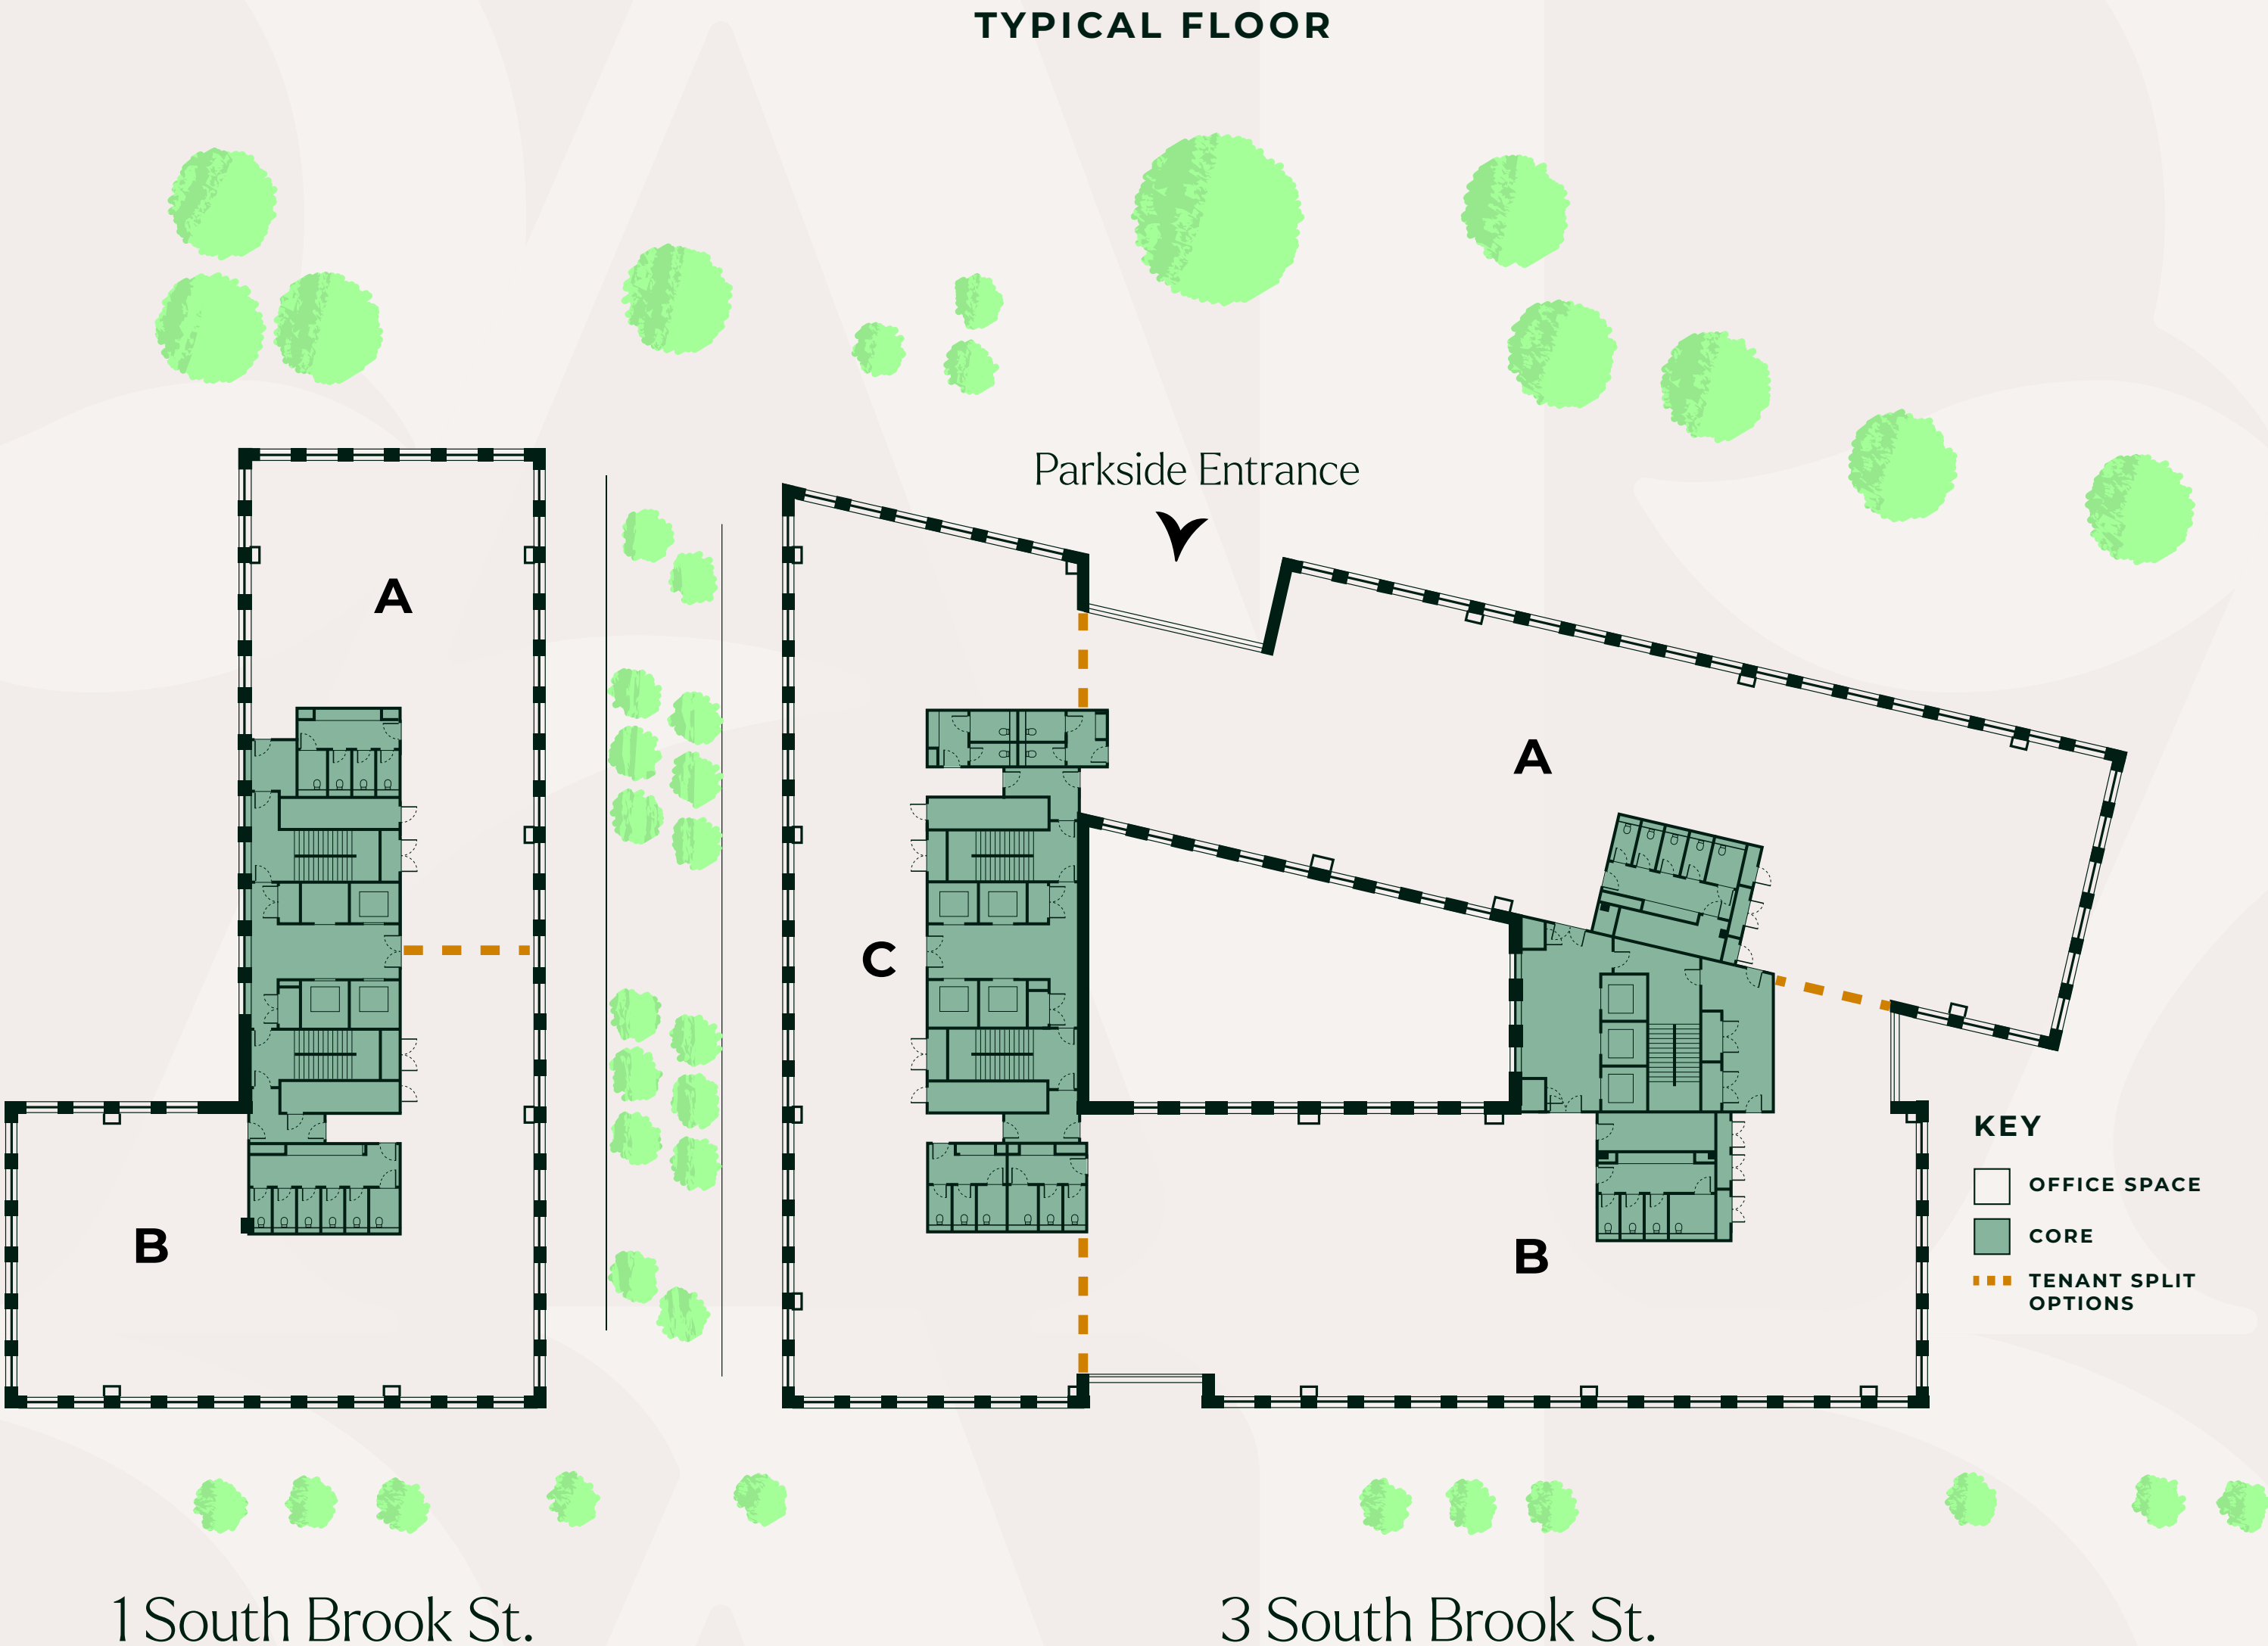 TYPICAL FLOOR
Parkside Entrance
A
A
C
B
B
KEY
OFFICE SPACE
CORE
TENANT SPLIT
OPTIONS
1 South Brook St.
3 South Brook St.